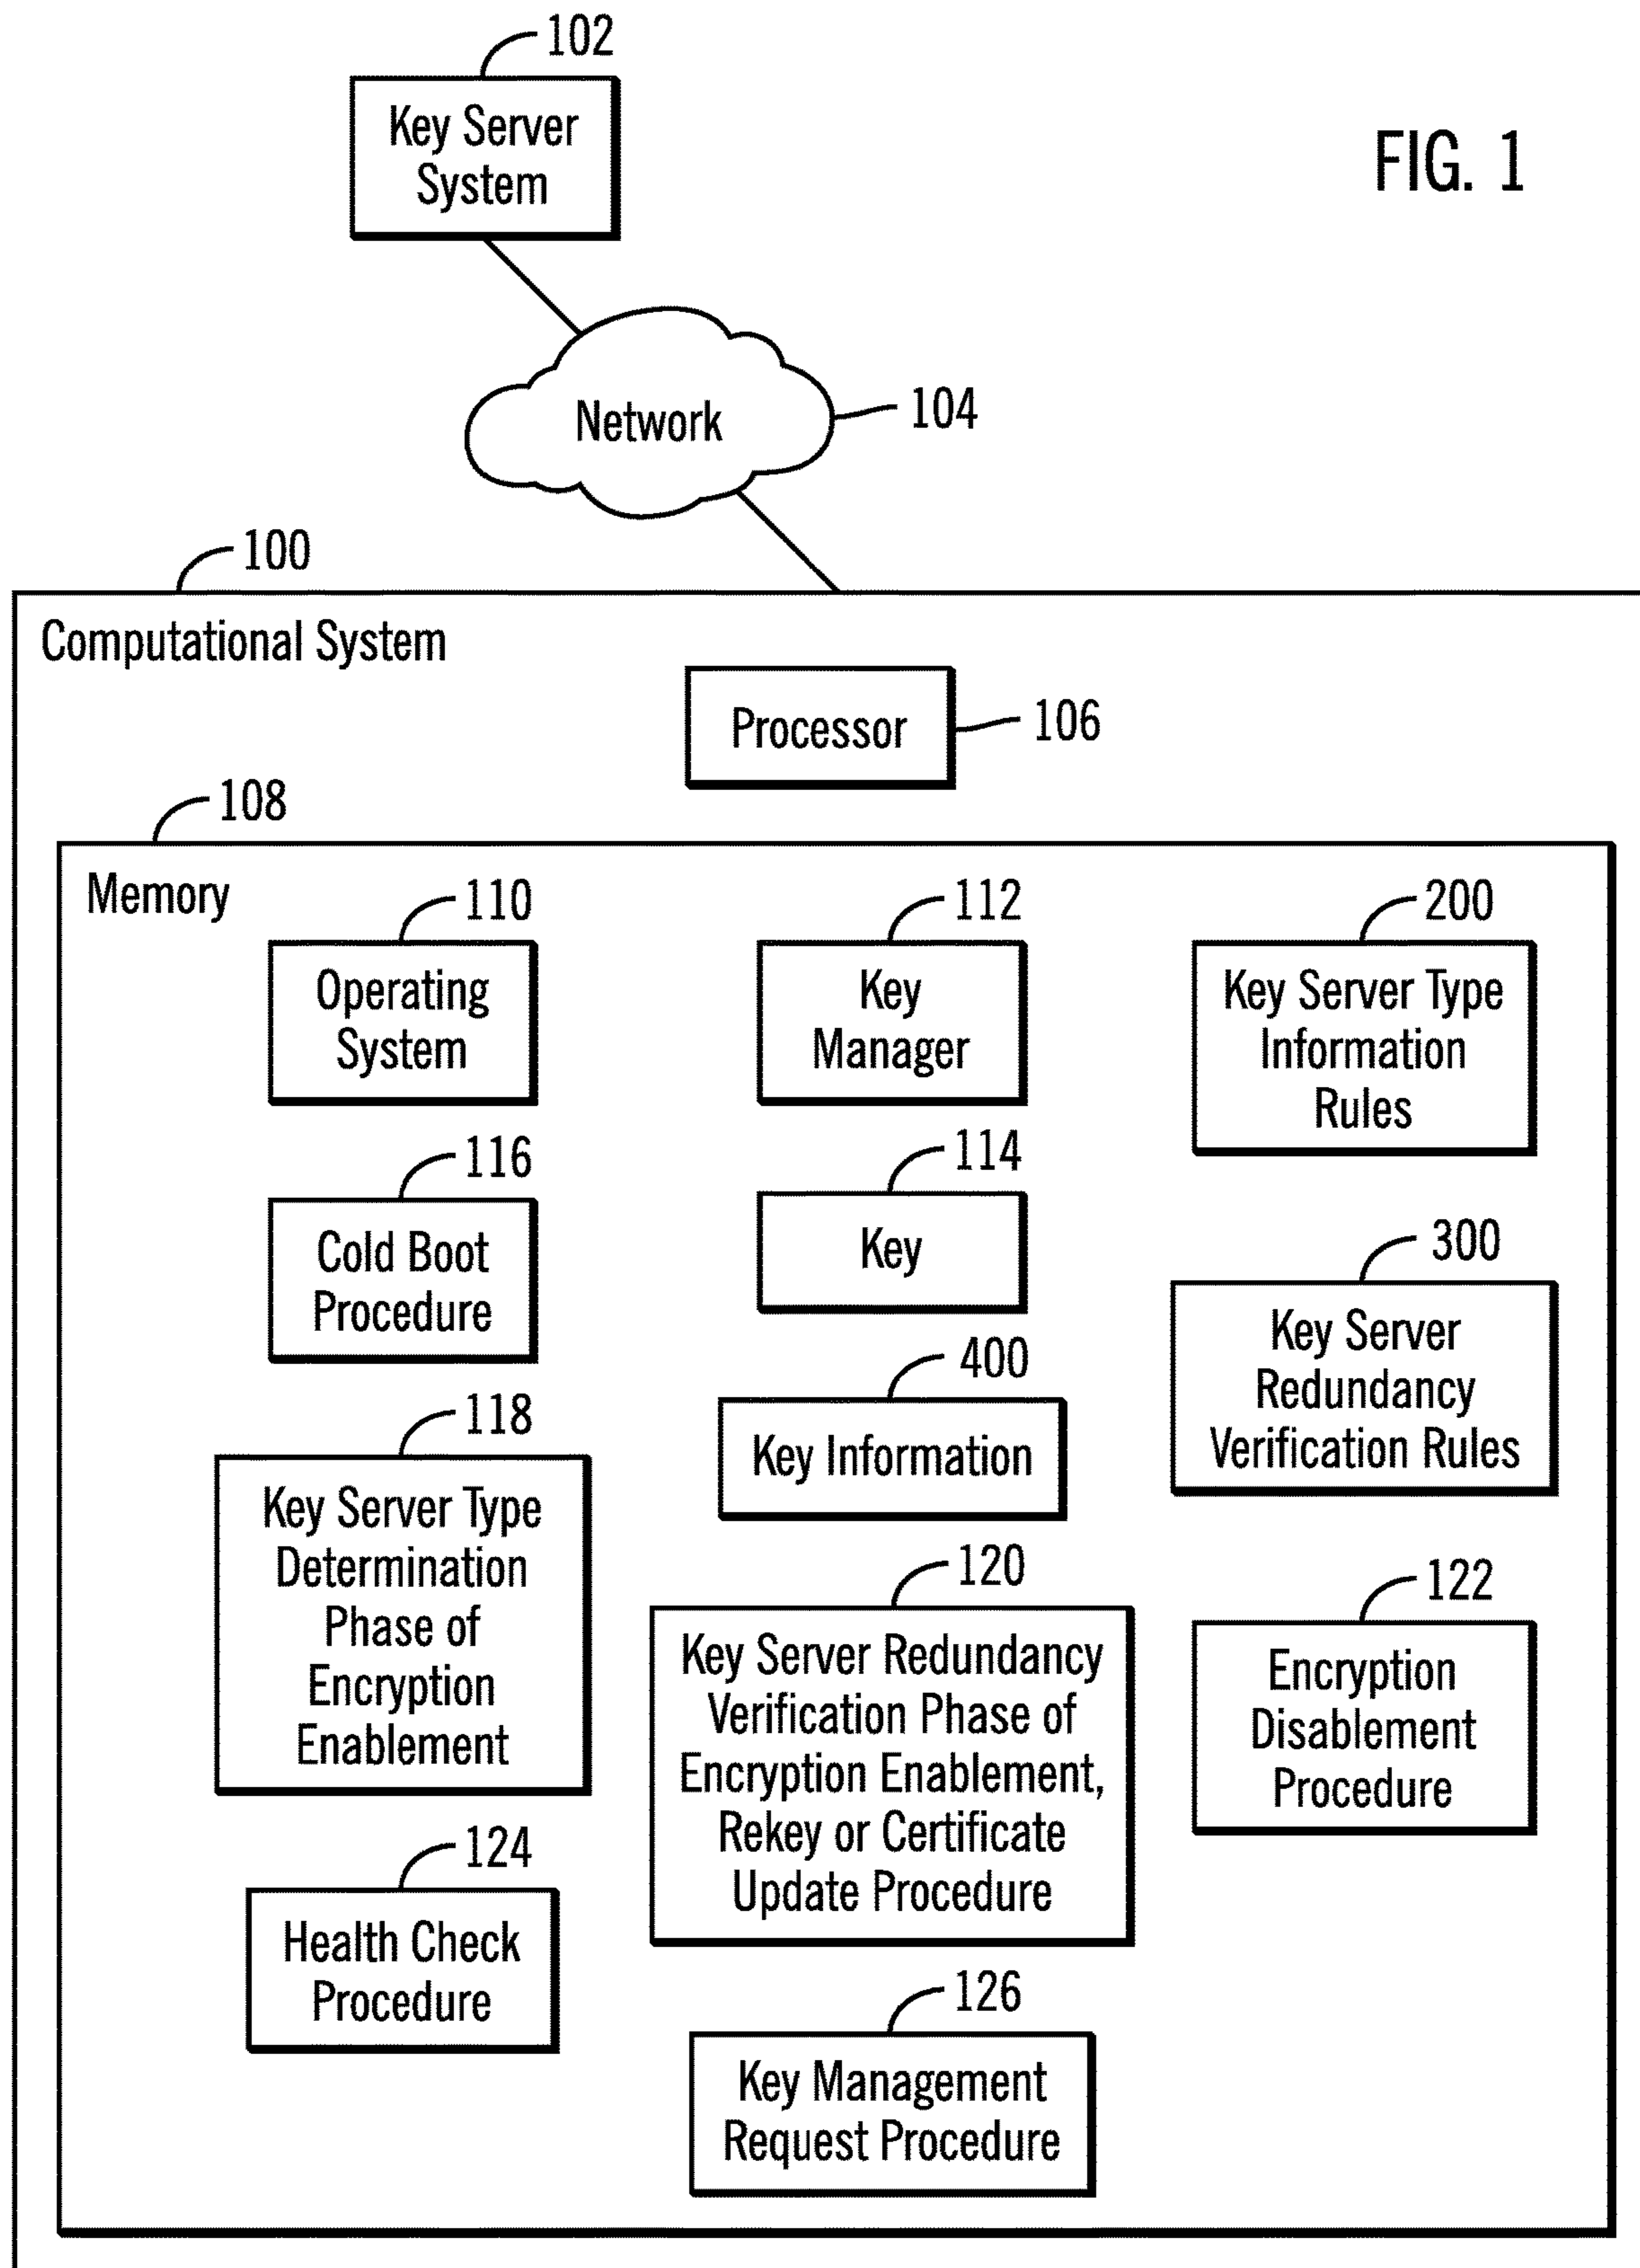 102
Key Server
System
FIG. 1
Network
104
100
Computational System
Processor
106
108
Memory
110
Operating
System
112
Key
Manager
200
Key Server Type
Information
Rules
116
Cold Boot
Procedure
114
Key
300
Key Server
Redundancy
Verification Rules
118
Key Server Type
Determination
Phase of
Encryption
Enablement
400
Key Information
120
Key Server Redundancy
Verification Phase of
Encryption Enablement,
Rekey or Certificate
Update Procedure
122
Encryption
Disablement
Procedure
124
Health Check
Procedure
126
Key Management
Request Procedure